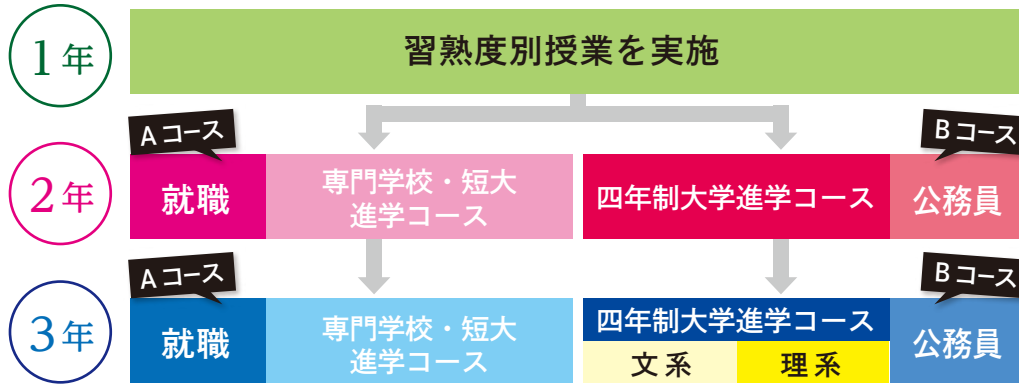 1年
習熟度別授業を実施
Aコース
Bコース
2年
就職
専門学校・短大
進学コース
四年制大学進学コース
公務員
Aコース
Bコース
3年
就職
専門学校・短大
進学コース
四年制大学進学コース
文系
理系
公務員